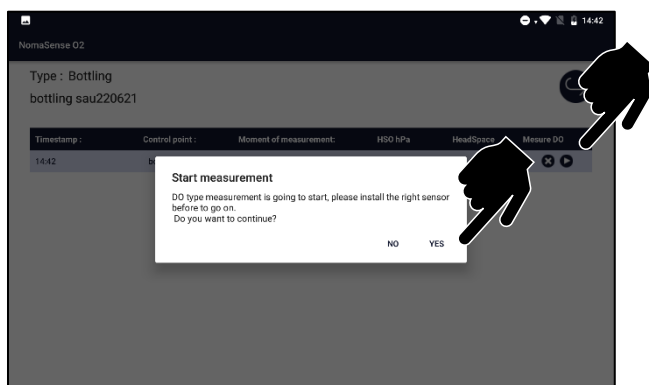 14:42
NomaSense O2
Type : Bottling
bottling sau220621
Timestamp : Control point : Moment of measurement: HSO hPa HeadSpace Mesure DO
14:42
Start measurement
DO type measurement is going to start, please install the right sensor
before to go on.
Do you want to continue?
NO YES